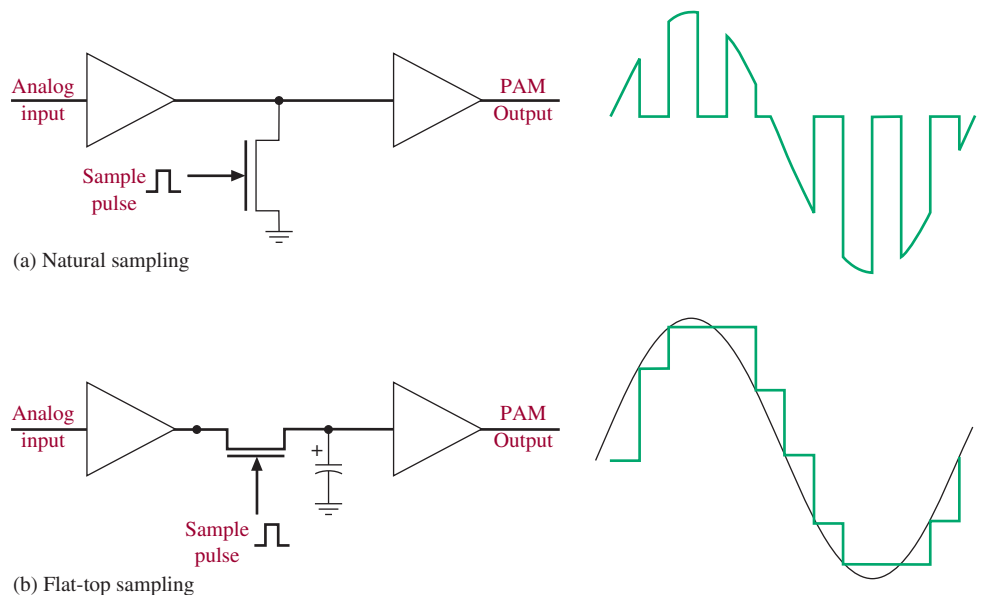 Analog
input
PAM
Output
Sample
pulse
(a) Natural sampling
Analog
input
+
PAM
Output
Sample
pulse
(b) Flat-top sampling